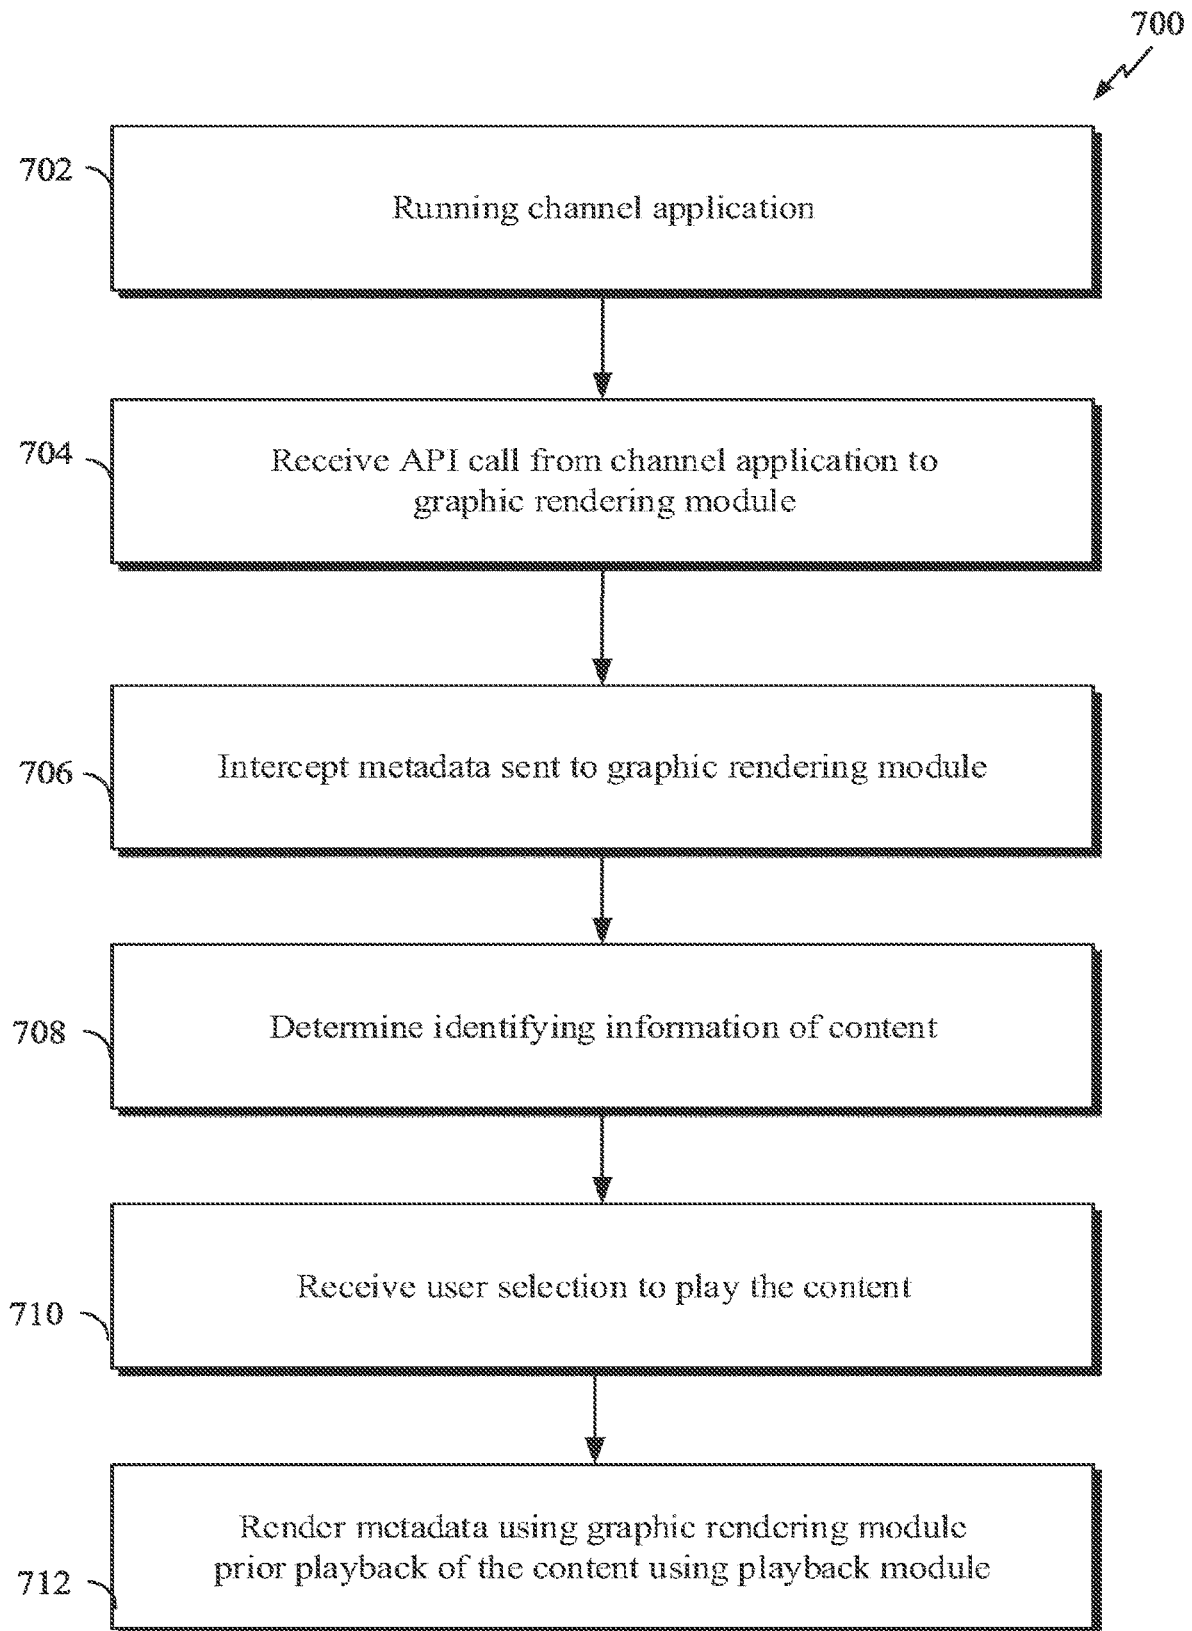 700
702
Running channel application
704
Receive API call from channel application to
graphic rendering module
706
Intercept metadata sent to graphic rendering module
708
Determine identifying information of content
710
Receive user selection to play the content
712
Render metadata using graphic rendering module
prior playback of the content using playback module